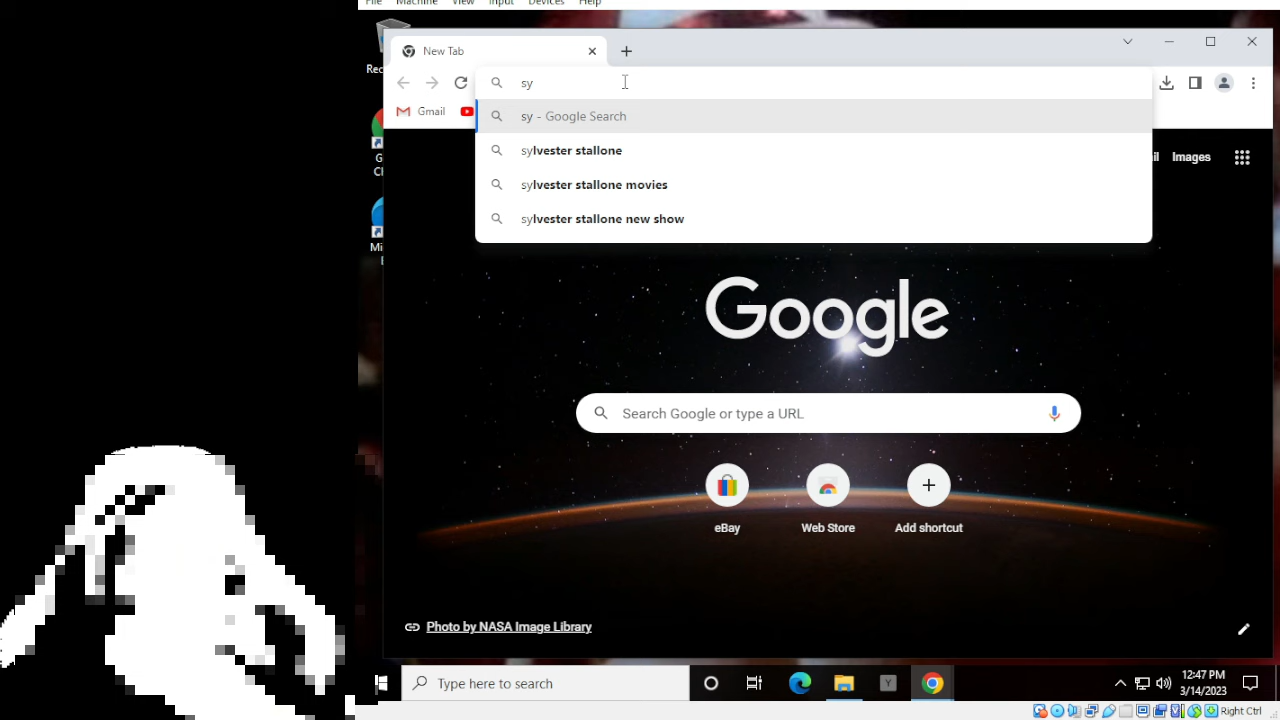 File Machine View Input Devices Help
New Tab
sy
Gmail
sy - Google Search
sylvester stallone
sylvester stallone movies
sylvester stallone new show
Images
Google
Search Google or type a URL
eBay
Web Store
Add shortcut
Photo by NASA Image Library
Type here to search
12:47 PM
3/14/2023
Right Ctrl